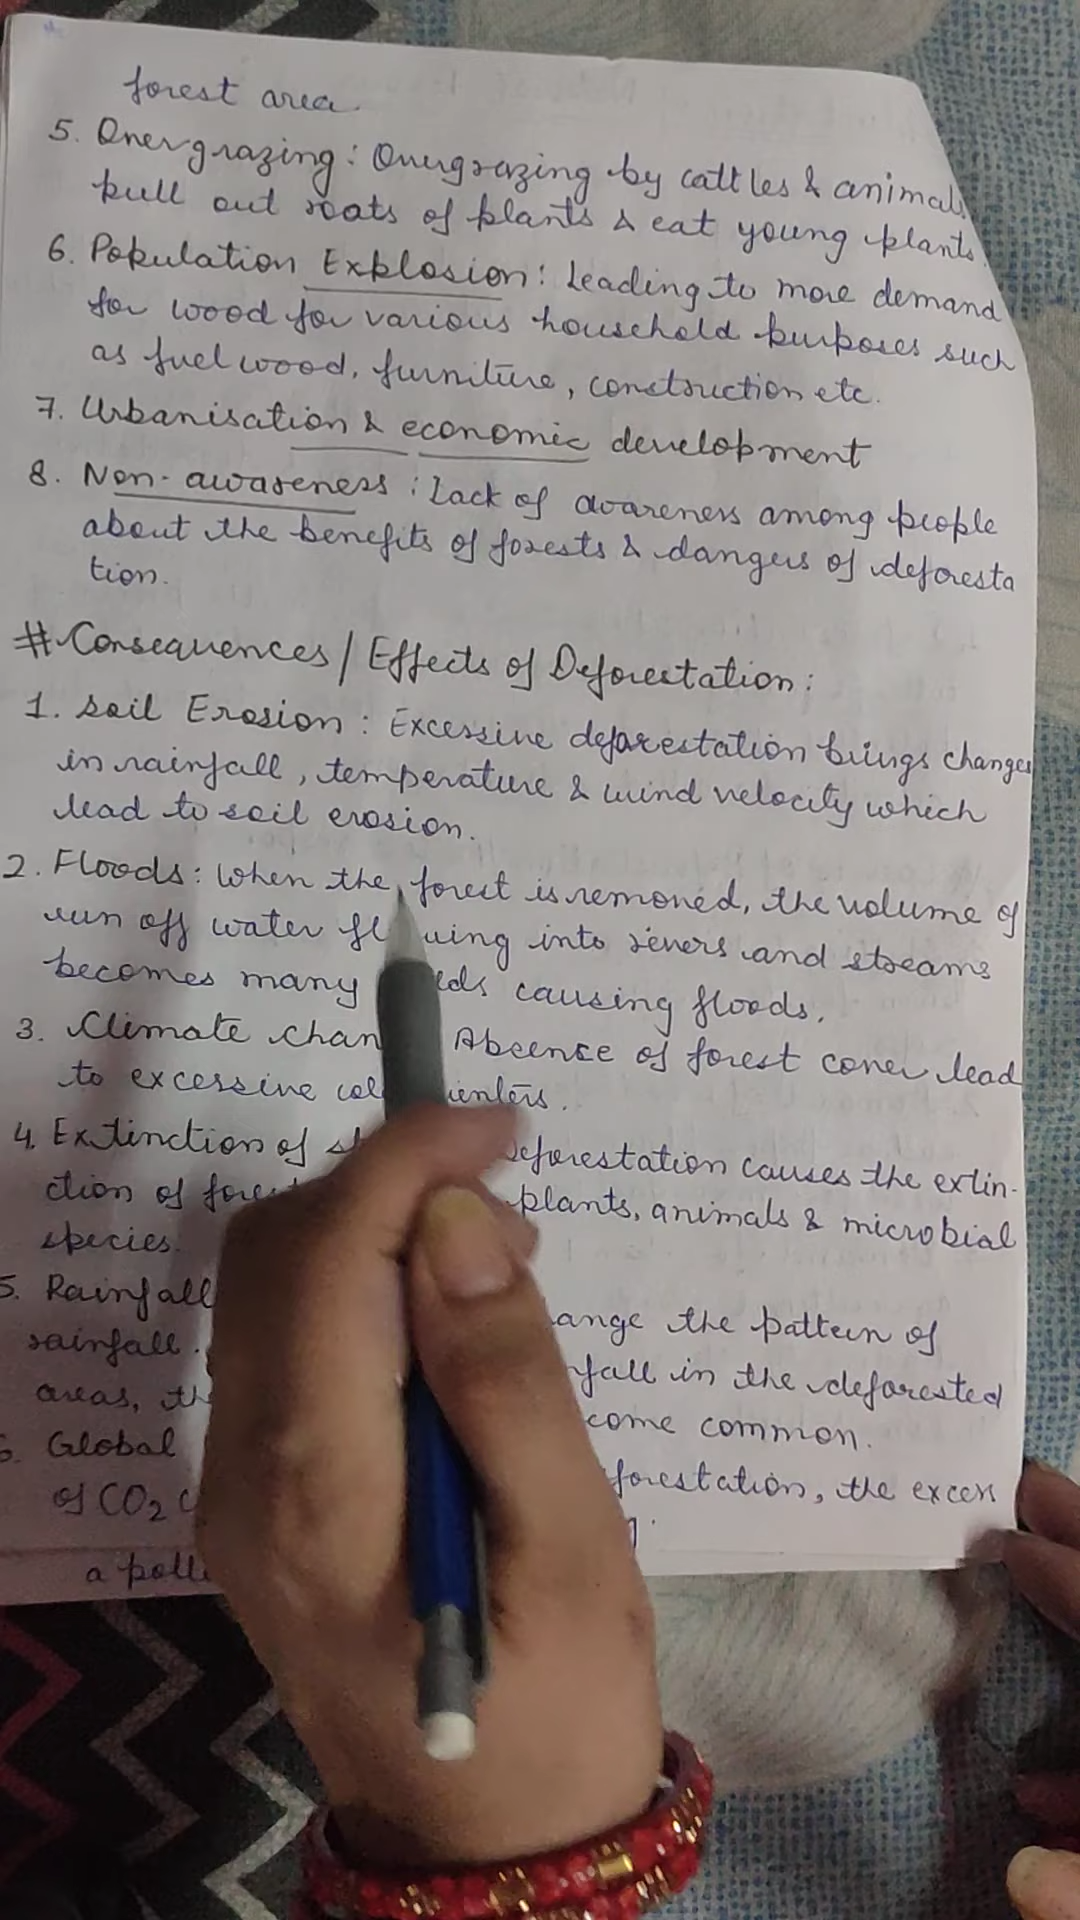 forest area.
5. Overgrazing: Overgrazing by cattles & animals
pull out roots of plants & eat young plants.
6. Population Explosion: Leading to more demand
for wood for various household purposes such
as fuel wood, furniture, construction etc.
7. Urbanisation & economic development
8. Non-awareness: Lack of awareness among people
about the benefits of forests & dangers of deforesta
tion.
# Consequences/Effects of Deforestation:
1. Soil Erosion: Excessive deforestation brings changes
in rainfall, temperature & wind velocity which
lead to soil erosion.
2. Floods: When the forest is removed, the volume of
run off water into rivers and streams
becomes many causing floods.
3. Climate Absence of forest cover lead
to excessive
4. Extinction of deforestation causes the extin-
ction of plants, animals & microbial
species.
5. Rainfall the pattern of
rainfall. in the deforested
areas, common.
6. Global the excess
of CO2
a